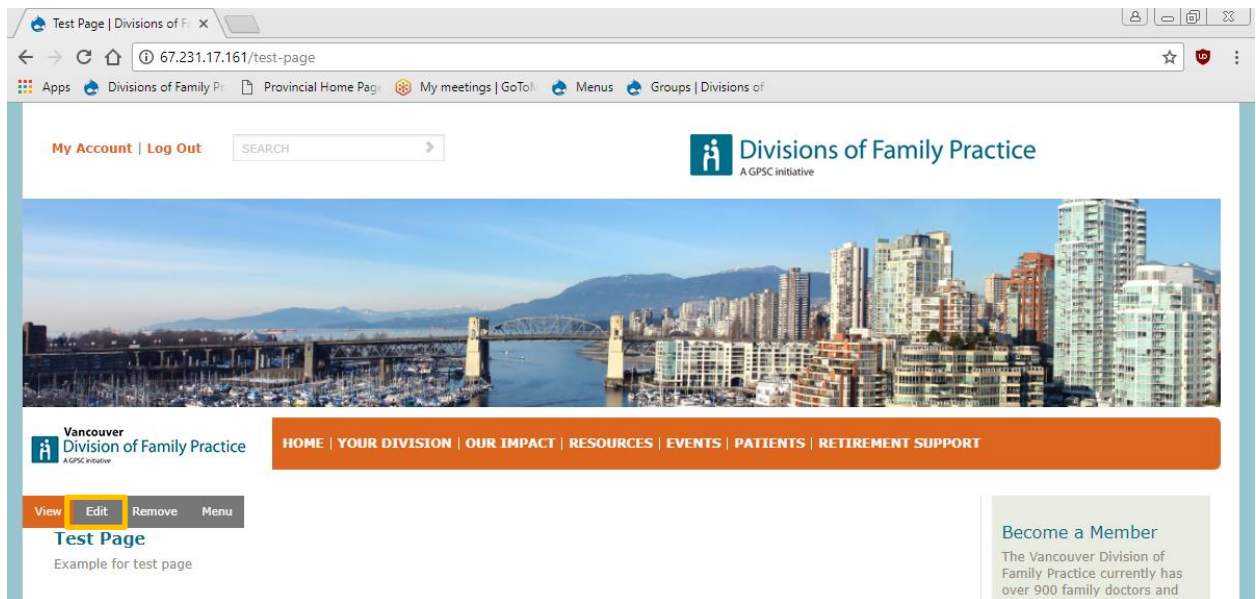 Test Page | Divisions of F
67.231.17.161/test-page
Apps Divisions of Family Pr Provincial Home Page My meetings | GoToM Menus Groups | Divisions of
My Account | Log Out SEARCH
Divisions of Family Practice
A GPSC initiative
Vancouver
Division of Family Practice
A GPSC initiative
HOME | YOUR DIVISION | OUR IMPACT | RESOURCES | EVENTS | PATIENTS | RETIREMENT SUPPORT
View Edit Remove Menu
Test Page
Example for test page
Become a Member
The Vancouver Division of
Family Practice currently has
over 900 family doctors and